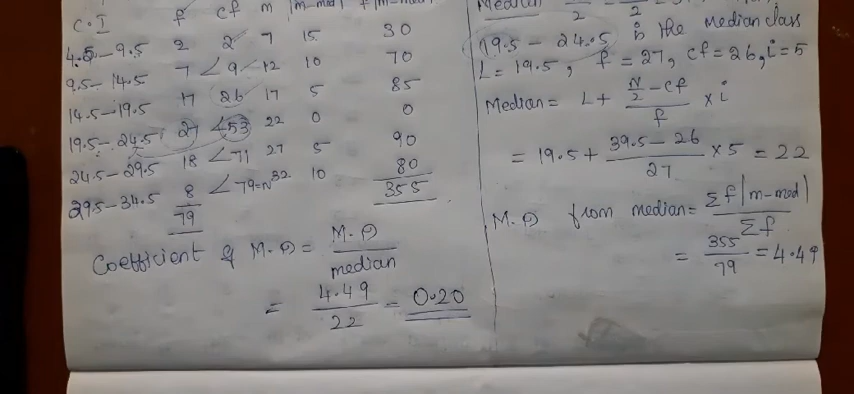 C.I f cf m |m-med| f|m-med|
4.5-9.5 2 2 7 15 30
9.5-14.5 7 <9 12 10 70
14.5-19.5 17 26 17 5 85
19.5-24.5 27 <53 22 0 0
24.5-29.5 18 <71 27 5 90
29.5-34.5 8 <79=N 32 10 80
79 355
Coefficient of M.D = M.D / median
= 4.49 / 22 = 0.20
Median
19.5-24.5 is the median class
L=19.5, f=27, cf=26, i=5
Median = L + N/2 - cf / f × i
= 19.5 + 39.5-26 / 27 × 5 = 22
M.D from median = Σf|m-med| / Σf
= 355 / 79 = 4.49